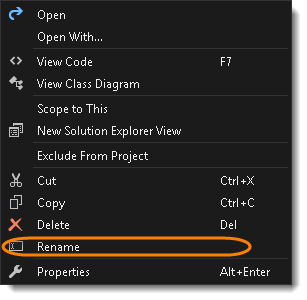 Open
Open With...
View Code F7
View Class Diagram
Scope to This
New Solution Explorer View
Exclude From Project
Cut Ctrl+X
Copy Ctrl+C
Delete Del
Rename
Properties Alt+Enter